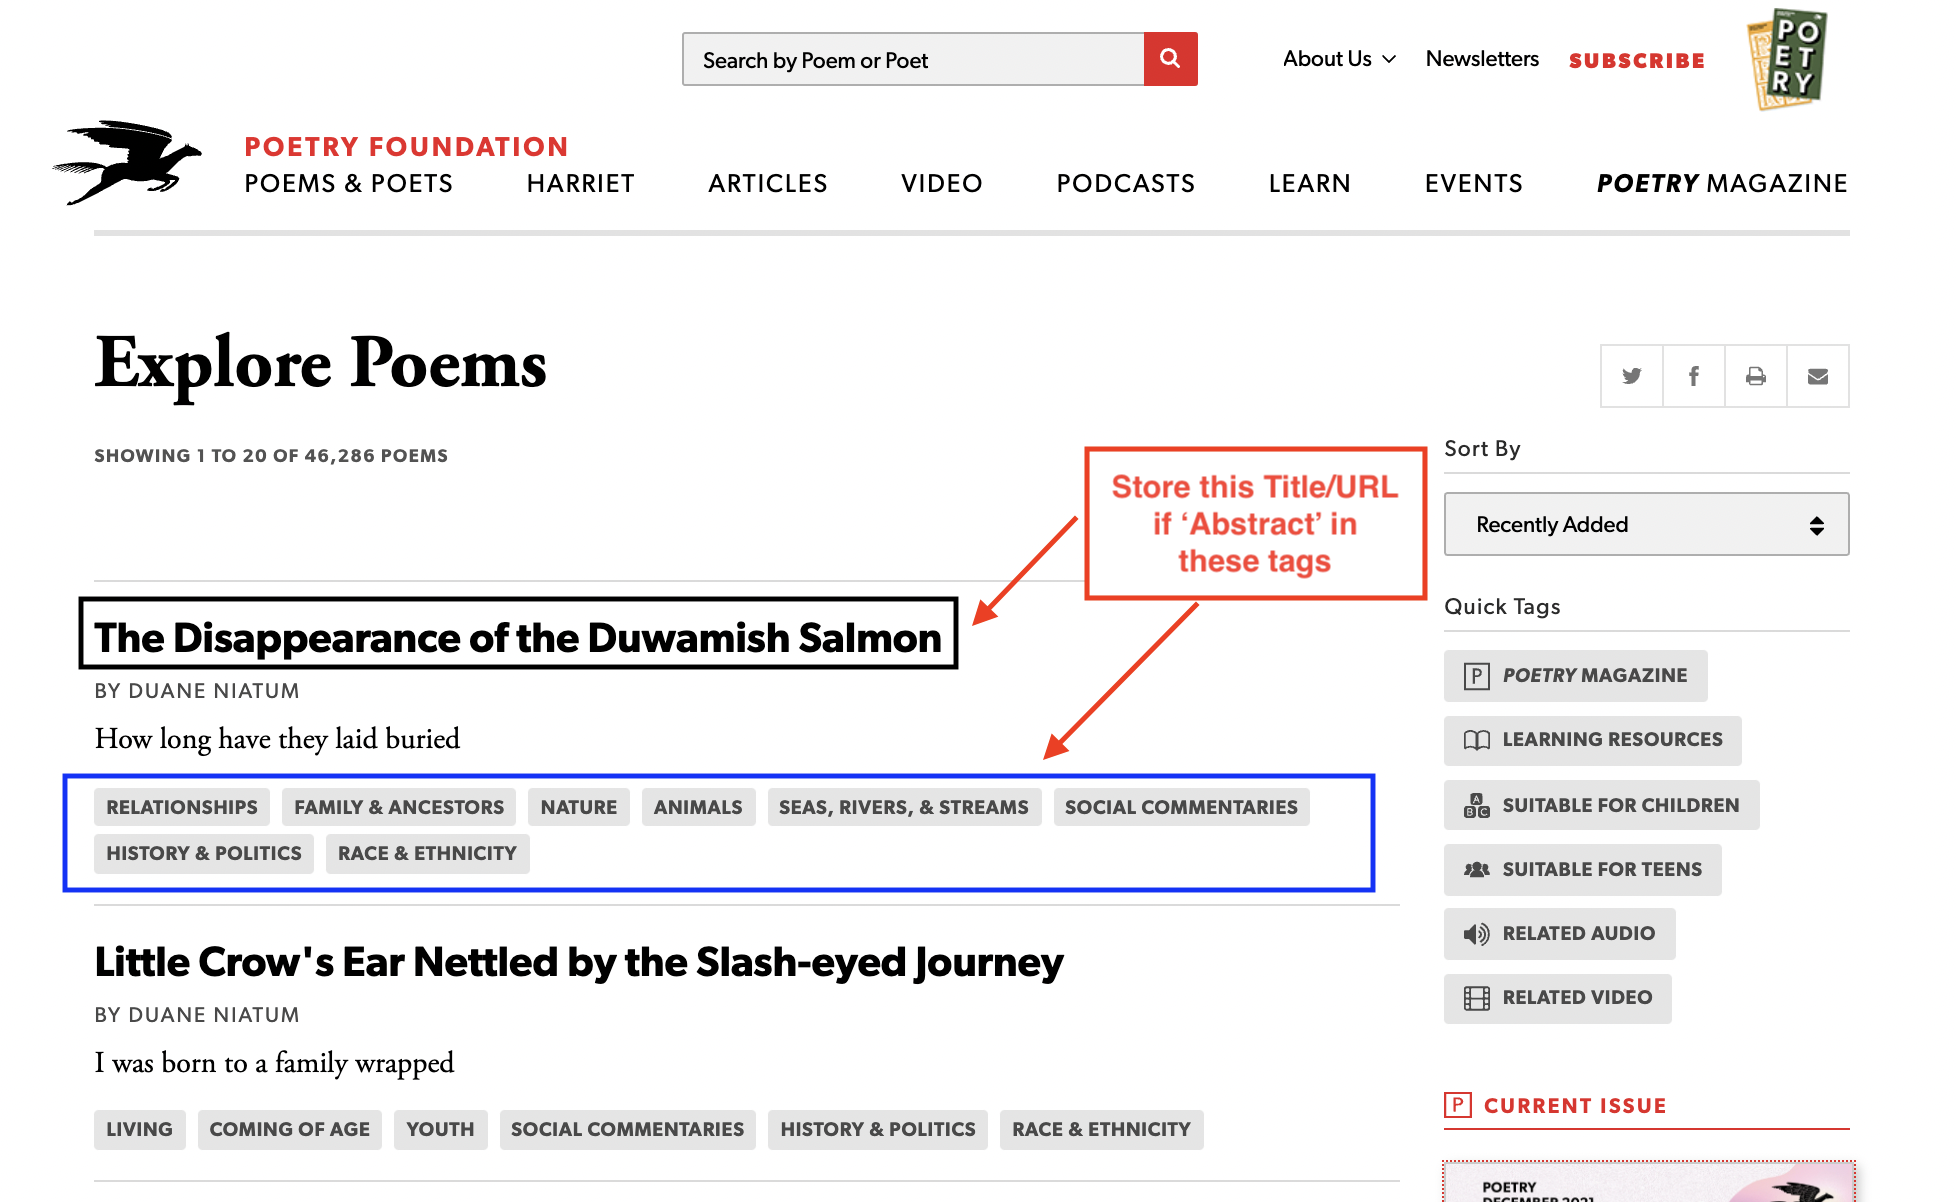 Search by Poem or Poet
About Us
Newsletters
SUBSCRIBE
PO
ET
RY
POETRY FOUNDATION
POEMS & POETS
HARRIET
ARTICLES
VIDEO
PODCASTS
LEARN
EVENTS
POETRY MAGAZINE
Explore Poems
SHOWING 1 TO 20 OF 46,286 POEMS
Store this Title/URL
if ‘Abstract’ in
these tags
The Disappearance of the Duwamish Salmon
BY DUANE NIATUM
How long have they laid buried
RELATIONSHIPS
FAMILY & ANCESTORS
NATURE
ANIMALS
SEAS, RIVERS, & STREAMS
SOCIAL COMMENTARIES
HISTORY & POLITICS
RACE & ETHNICITY
Little Crow's Ear Nettled by the Slash-eyed Journey
BY DUANE NIATUM
I was born to a family wrapped
LIVING
COMING OF AGE
YOUTH
SOCIAL COMMENTARIES
HISTORY & POLITICS
RACE & ETHNICITY
Sort By
Recently Added
Quick Tags
P POETRY MAGAZINE
LEARNING RESOURCES
ABC SUITABLE FOR CHILDREN
SUITABLE FOR TEENS
RELATED AUDIO
RELATED VIDEO
P CURRENT ISSUE
POETRY
DECEMBER 2021